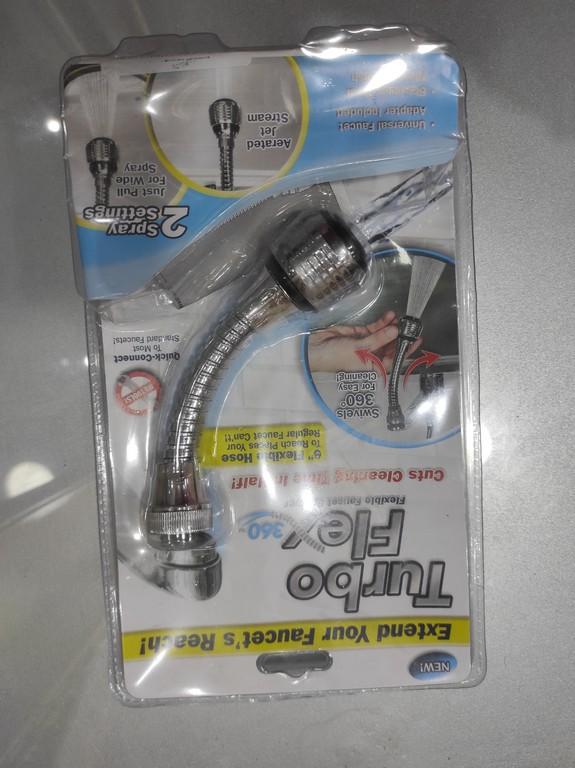 NEW!
Extend Your Faucet's Reach!
Turbo
Flex
360
Flexible Faucet
Cuts Cleaning Time in Half!
6" Flexible Hose
To Reach Places Your
Regular Faucet Can't!
Swivels
360°
For Easy
Cleaning!
Quick-Connect
To Most
Standard Faucets!
2 Spray
Settings
Just Pull
For Wide
Spray
Aerated
Jet
Stream
• Universal Faucet
Adapter Included